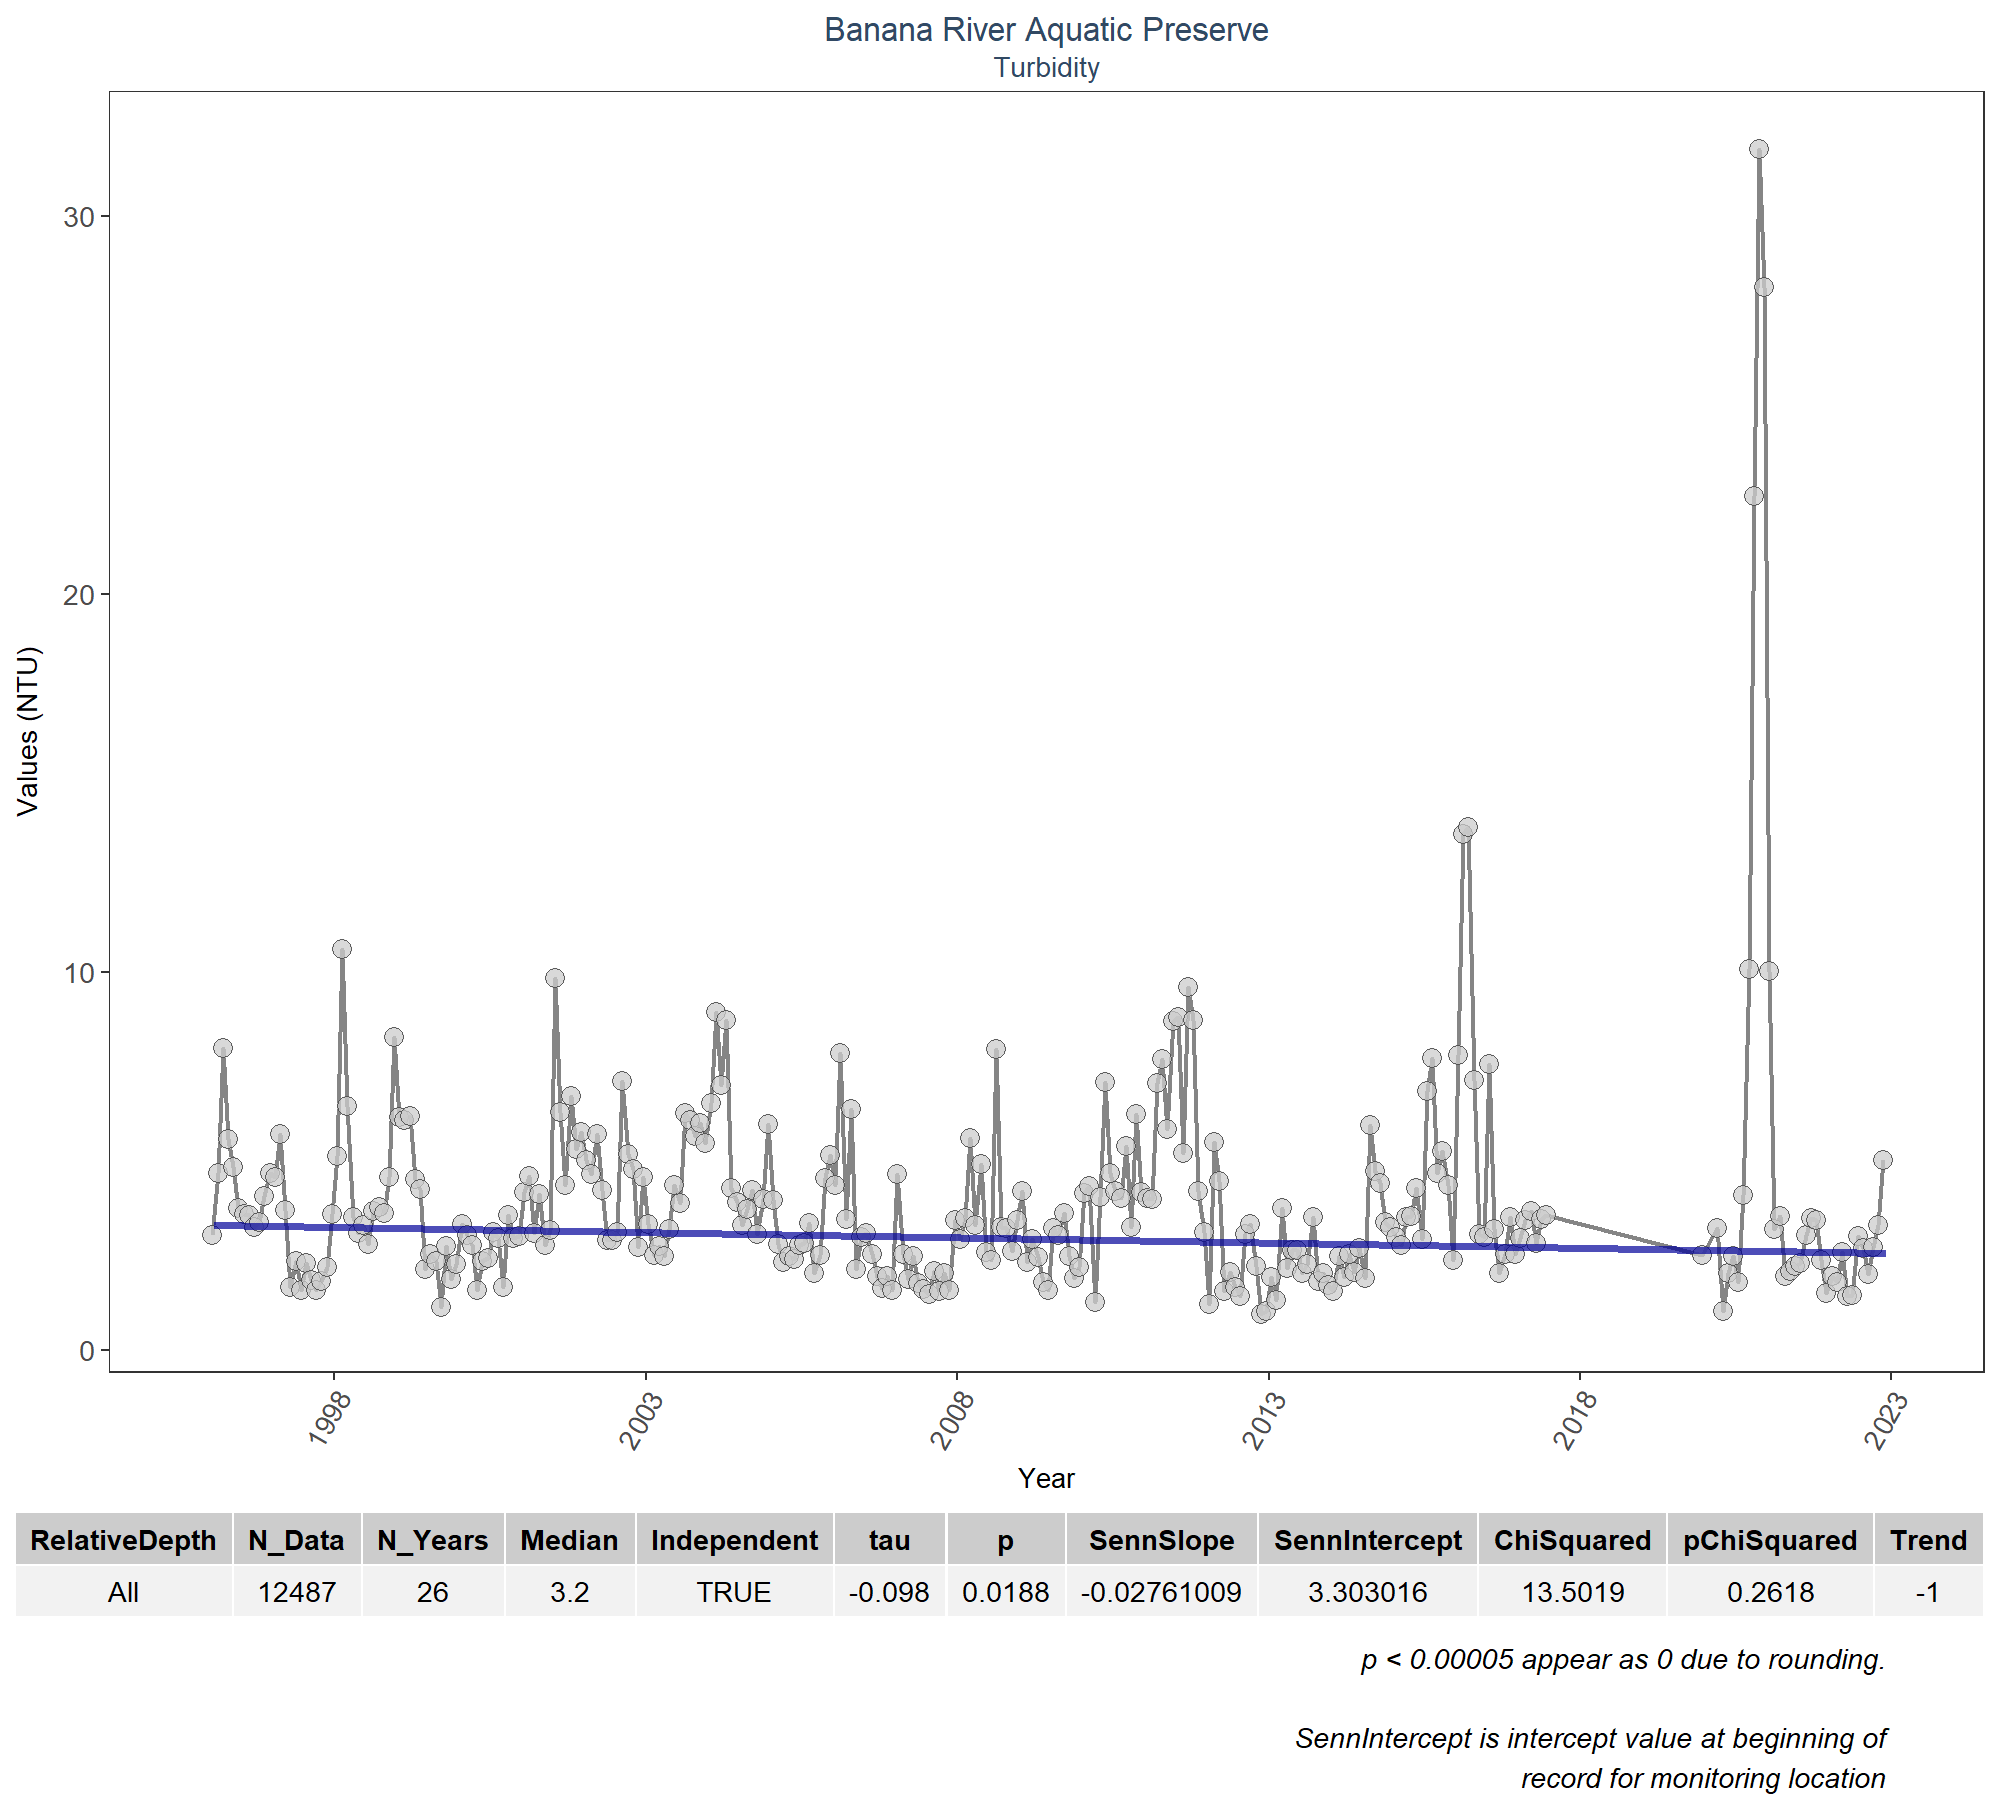 Banana River Aquatic Preserve
Turbidity
Values (NTU)
30
20
10
0
1998
2003
2008
2013
2018
2023
Year
RelativeDepth N_Data N_Years Median Independent tau p SennSlope SennIntercept ChiSquared pChiSquared Trend
All 12487 26 3.2 TRUE -0.098 0.0188 -0.02761009 3.303016 13.5019 0.2618 -1
p < 0.00005 appear as 0 due to rounding.
SennIntercept is intercept value at beginning of
record for monitoring location